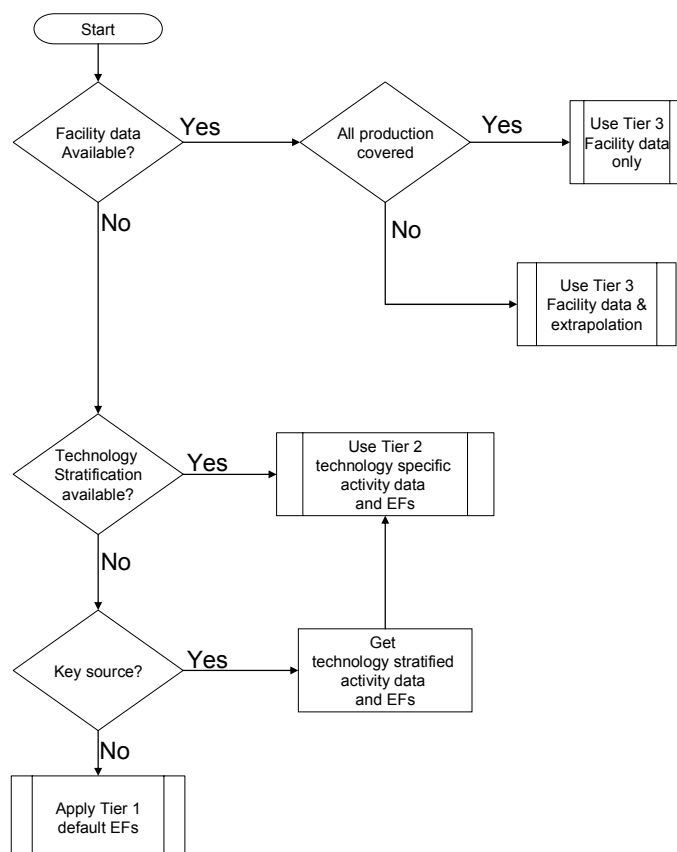 Start
Facility data
Available?
Yes
All production
covered
Yes
Use Tier 3
Facility data
only
No
No
Use Tier 3
Facility data &
extrapolation
Technology
Stratification
available?
Yes
Use Tier 2
technology specific
activity data
and EFs
No
Key source?
Yes
Get
technology stratified
activity data
and EFs
No
Apply Tier 1
default EFs